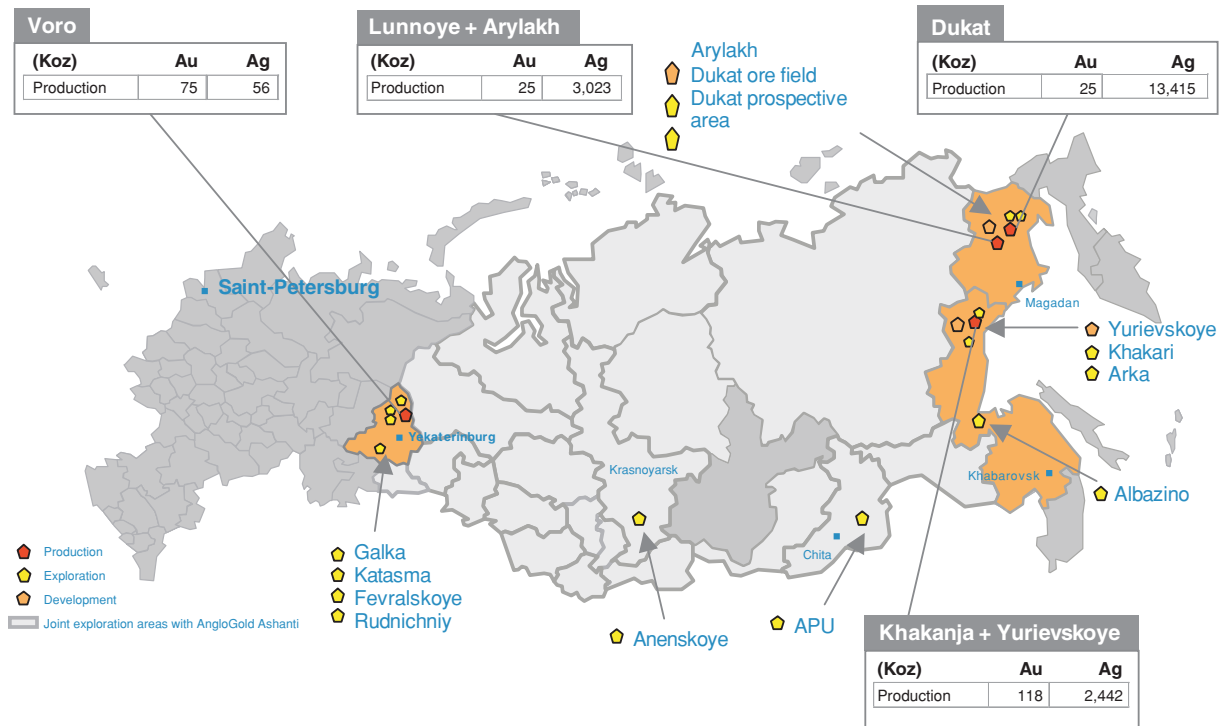 Voro
(Koz) Au Ag
Production 75 56
Lunnoye + Arylakh
(Koz) Au Ag
Production 25 3,023
Arylakh
Dukat ore field
Dukat prospective
area
Dukat
(Koz) Au Ag
Production 25 13,415
Saint-Petersburg
Magadan
Yurievskoye
Khakari
Arka
Yekaterinburg
Krasnoyarsk
Khabarovsk
Albazino
Chita
Production
Exploration
Development
Joint exploration areas with AngloGold Ashanti
Galka
Katasma
Fevralskoye
Rudnichniy
Anenskoye
APU
Khakanja + Yurievskoye
(Koz) Au Ag
Production 118 2,442